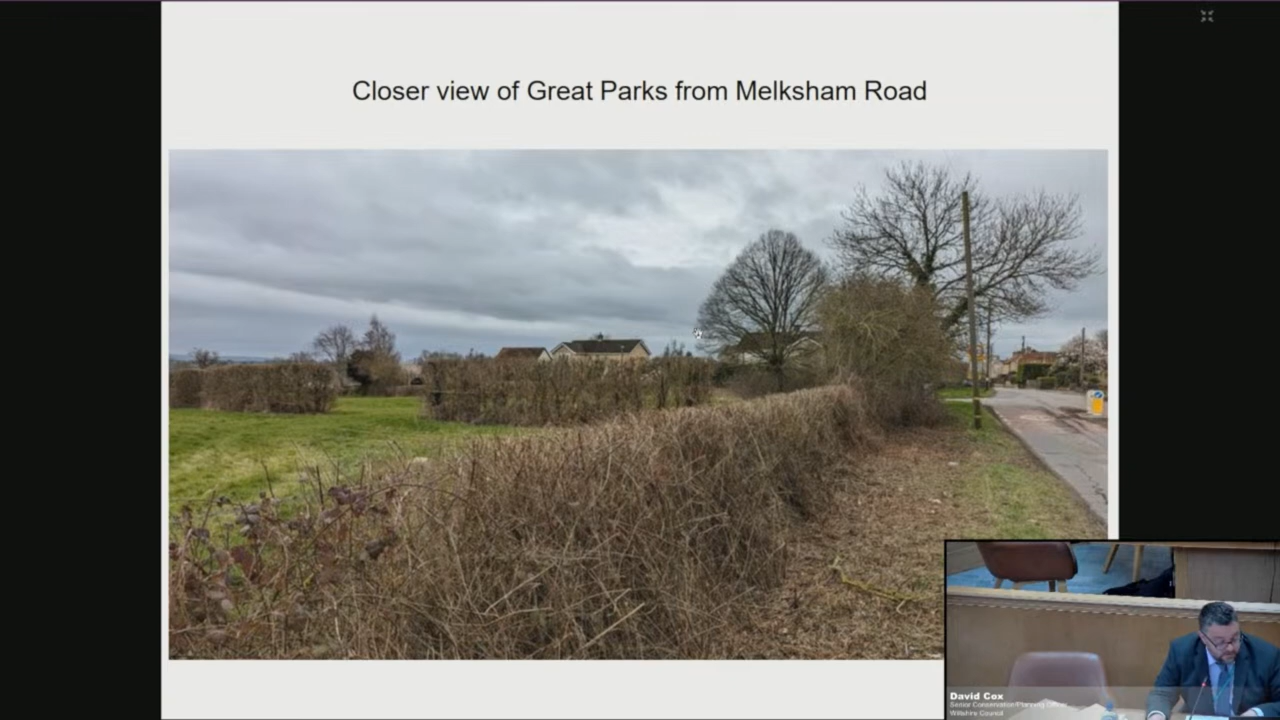 Closer view of Great Parks from Melksham Road
David Cox
Senior Conservation/Planning Officer
Wiltshire Council